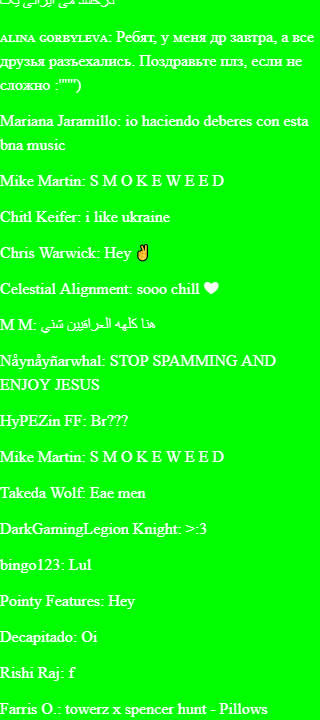 ALINA GORBYLEVA: Ребят, у меня др завтра, а все
друзья разъехались. Поздравьте плз, если не
сложно :""")
Mariana Jaramillo: io haciendo deberes con esta
bna music
Mike Martin: S M O K E W E E D
Chitl Keifer: i like ukraine
Chris Warwick: Hey ✌
Celestial Alignment: sooo chill ❤
M M: هنا كلهه العراقيين شني
Nåynåyñarwhal: STOP SPAMMING AND
ENJOY JESUS
HyPEZin FF: Br???
Mike Martin: S M O K E W E E D
Takeda Wolf: Eae men
DarkGamingLegion Knight: >:3
bingo123: Lul
Pointy Features: Hey
Decapitado: Oi
Rishi Raj: f
Farris O.: towerz x spencer hunt - Pillows